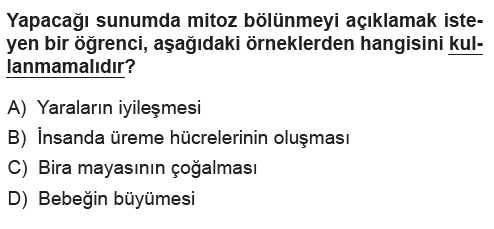 Yapacağı sunumda mitoz bölünmeyi açıklamak iste-
yen bir öğrenci, aşağıdaki örneklerden hangisini kul-
lanmamalıdır?
A) Yaraların iyileşmesi
B) İnsanda üreme hücrelerinin oluşması
C) Bira mayasının çoğalması
D) Bebeğin büyümesi